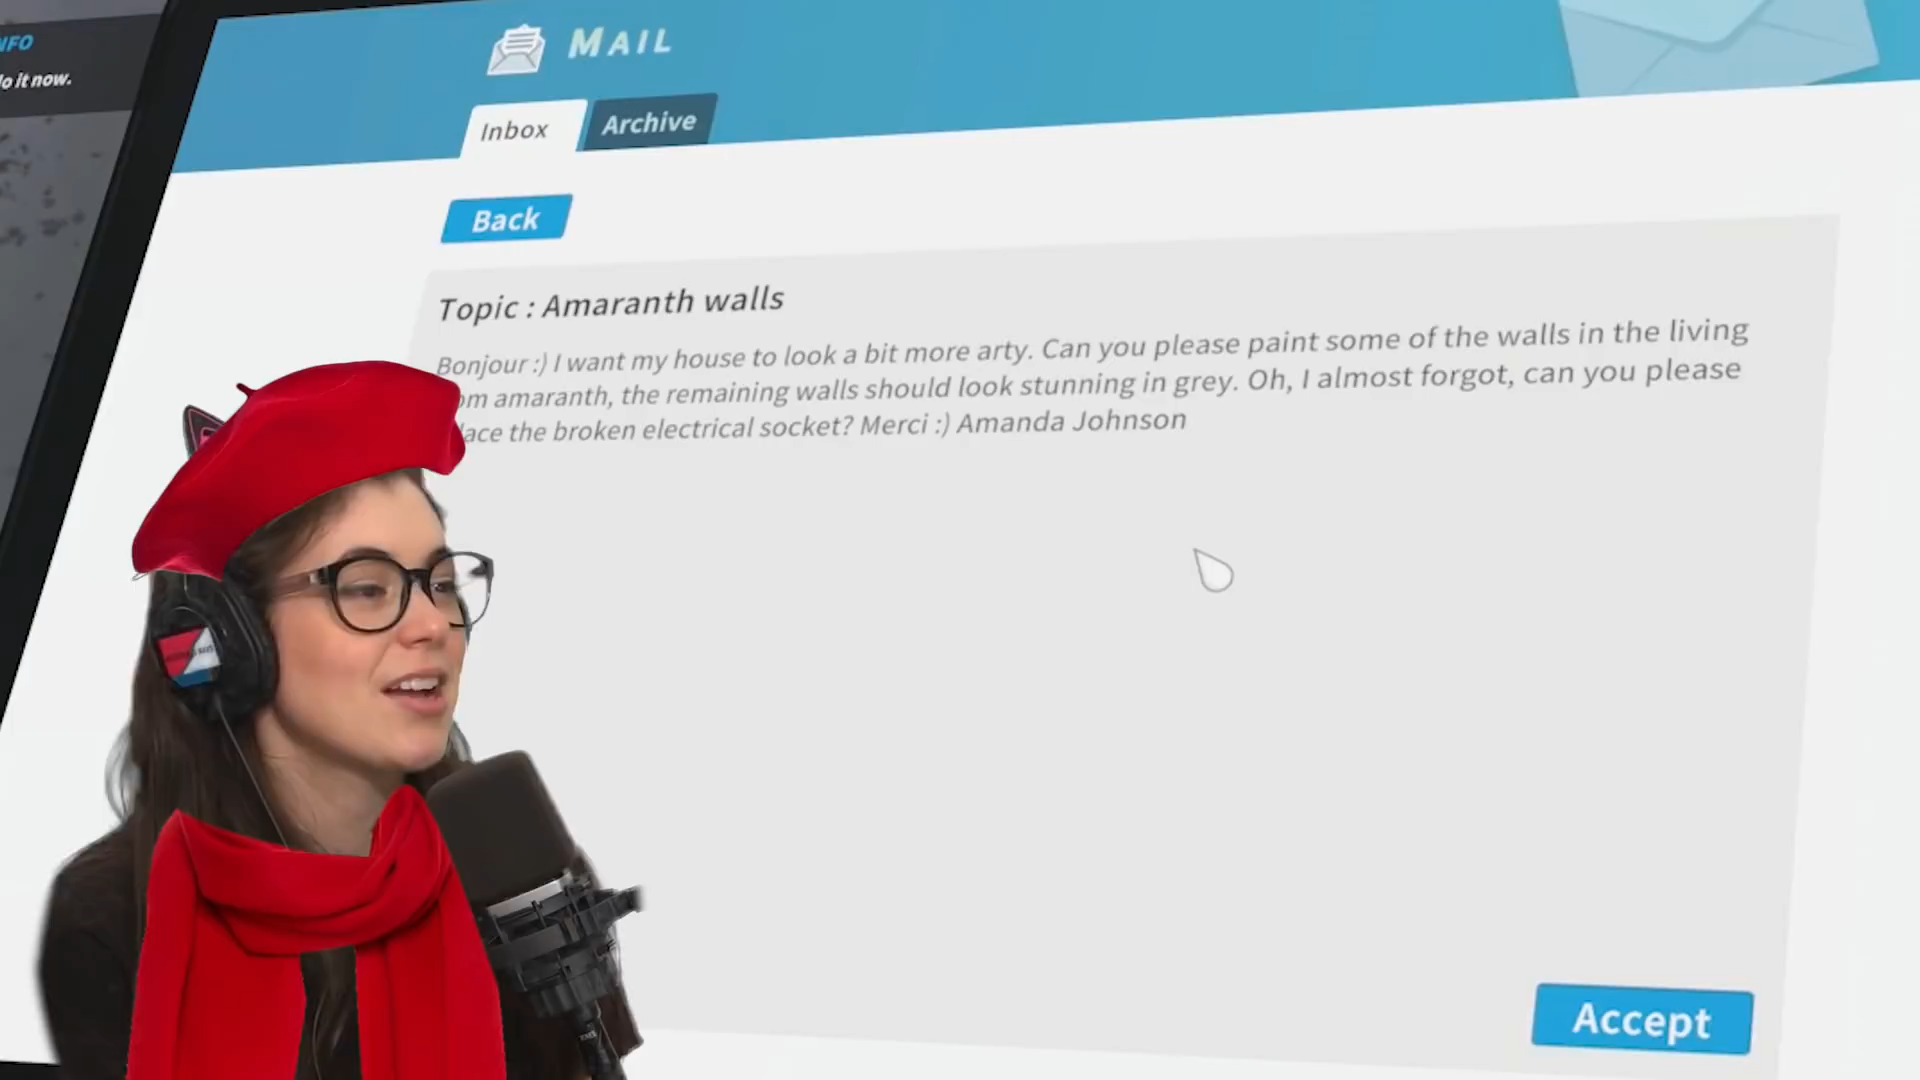 NFO
do it now.
MAIL
Inbox
Archive
Back
Topic : Amaranth walls
Bonjour :) I want my house to look a bit more arty. Can you please paint some of the walls in the living
om amaranth, the remaining walls should look stunning in grey. Oh, I almost forgot, can you please
lace the broken electrical socket? Merci :) Amanda Johnson
Accept